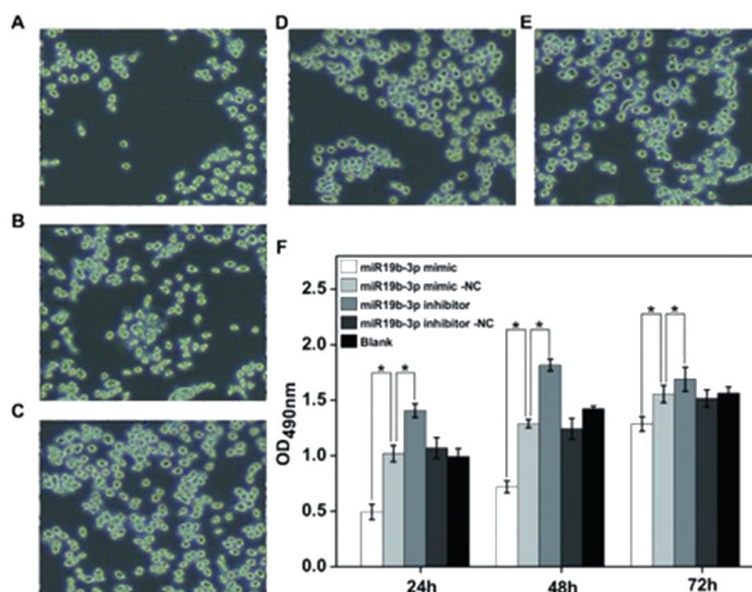 A
D
E
B
F
C
miR19b-3p mimic
miR19b-3p mimic -NC
miR19b-3p inhibitor
miR19b-3p inhibitor -NC
Blank
2.5
2.0
1.5
1.0
0.5
0.0
OD490nm
* *
* *
* *
24h 48h 72h